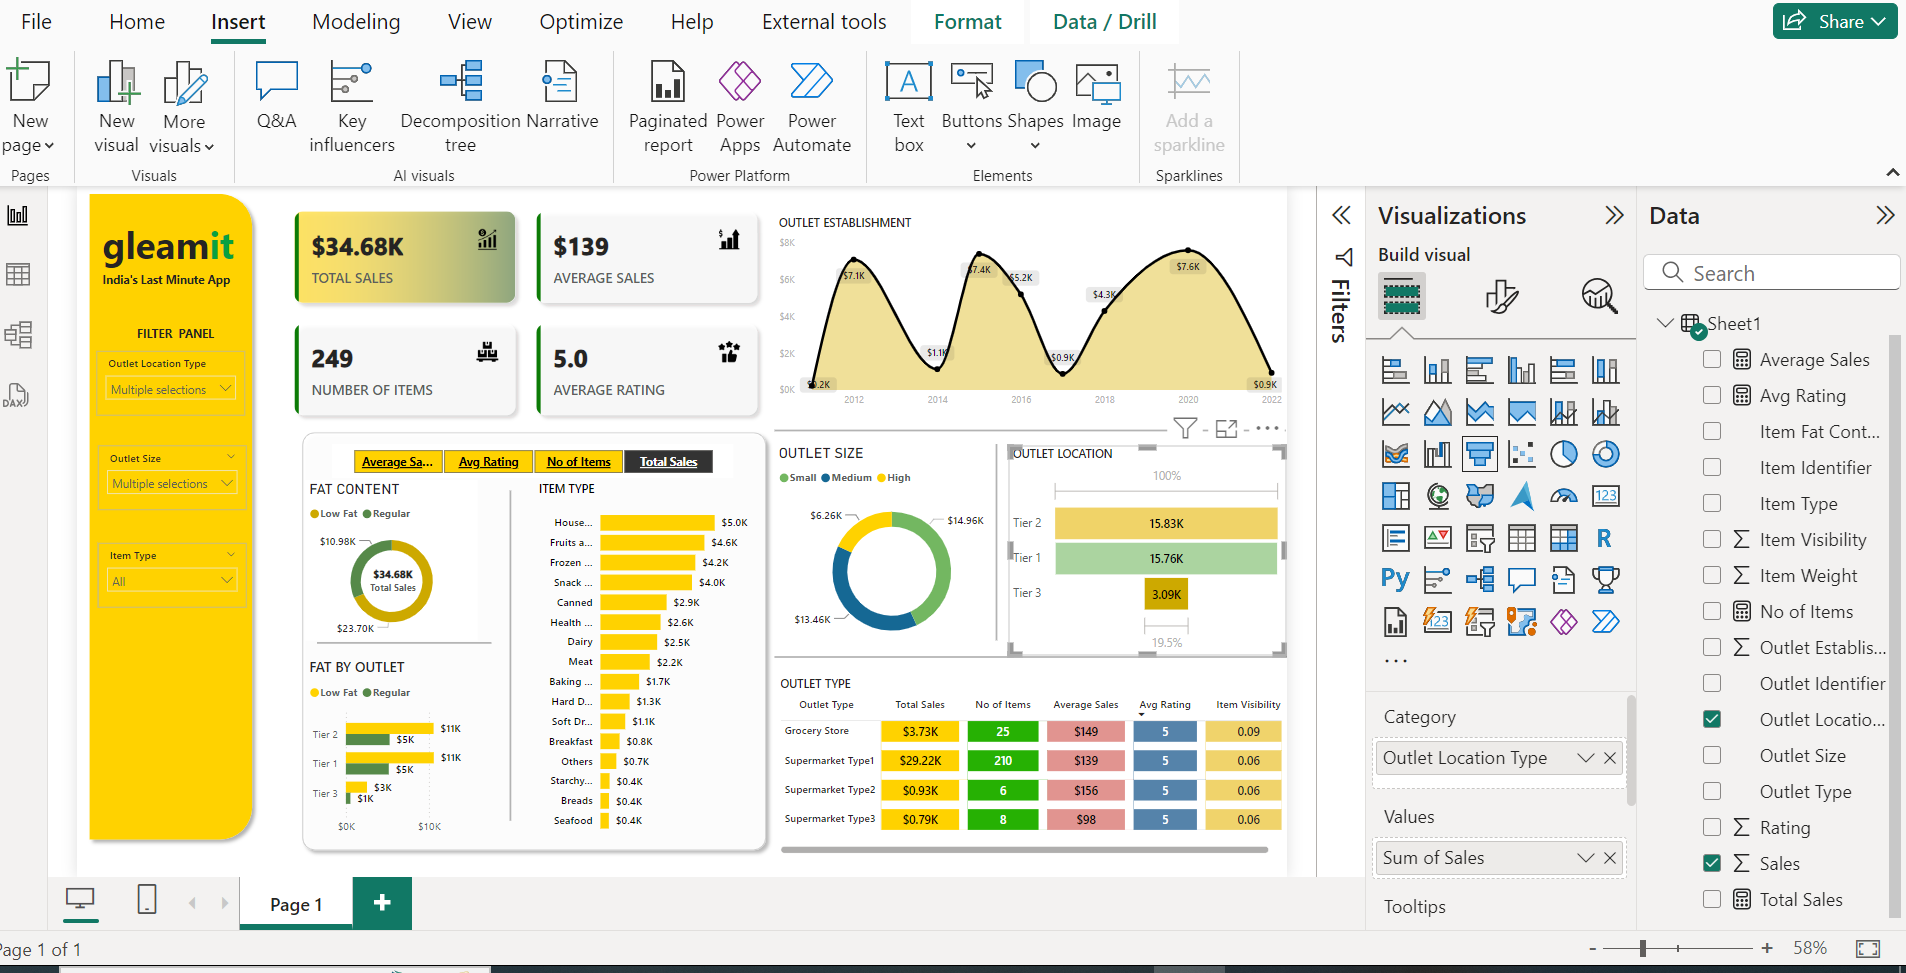 File Home Insert Modeling View Optimize Help External tools Format Data / Drill Share
New page
New visual
More visuals
Q&A
Key influencers
Decomposition tree
Narrative
Paginated report
Power Apps
Power Automate
Text box
Buttons
Shapes
Image
Add a sparkline
Pages Visuals AI visuals Power Platform Elements Sparklines
gleamit
India's Last Minute App
FILTER PANEL
Outlet Location Type
Multiple selections
Outlet Size
Multiple selections
Item Type
All
$34.68K
TOTAL SALES
$139
AVERAGE SALES
249
NUMBER OF ITEMS
5.0
AVERAGE RATING
OUTLET ESTABLISHMENT
$8K
$6K
$4K
$2K
$0K
$7.1K
$1.1K
$7.4K
$5.2K
$0.9K
$4.3K
$7.6K
$0.9K
2012 2014 2016 2018 2020 2022
Average Sa... Avg Rating No of Items Total Sales
FAT CONTENT
Low Fat Regular
$10.98K
$34.68K
Total Sales
$23.70K
FAT BY OUTLET
Low Fat Regular
Tier 2 $11K
$5K
Tier 1 $11K
$5K
Tier 3 $3K
$1K
$0K $10K
ITEM TYPE
House... $5.0K
Fruits a... $4.6K
Frozen ... $4.2K
Snack ... $4.0K
Canned $2.9K
Health ... $2.6K
Dairy $2.5K
Meat $2.2K
Baking ... $1.7K
Hard D... $1.3K
Soft Dr... $1.1K
Breakfast $0.8K
Others $0.7K
Starchy... $0.4K
Breads $0.4K
Seafood $0.4K
OUTLET SIZE
Small Medium High
$6.26K
$14.96K
$13.46K
OUTLET LOCATION
100%
Tier 2 15.83K
Tier 1 15.76K
Tier 3 3.09K
19.5%
OUTLET TYPE
Outlet Type Total Sales No of Items Average Sales Avg Rating Item Visibility
Grocery Store $3.73K 25 $149 5 0.09
Supermarket Type1 $29.22K 210 $139 5 0.06
Supermarket Type2 $0.93K 6 $156 5 0.06
Supermarket Type3 $0.79K 8 $98 5 0.06
Filters
Visualizations
Build visual
123
R
Py
123
...
Category
Outlet Location Type
Values
Sum of Sales
Tooltips
Data
Search
Sheet1
Average Sales
Avg Rating
Item Fat Cont...
Item Identifier
Item Type
Item Visibility
Item Weight
No of Items
Outlet Establis...
Outlet Identifier
Outlet Locatio...
Outlet Size
Outlet Type
Rating
Sales
Total Sales
DAX
Page 1
Page 1 of 1
58%